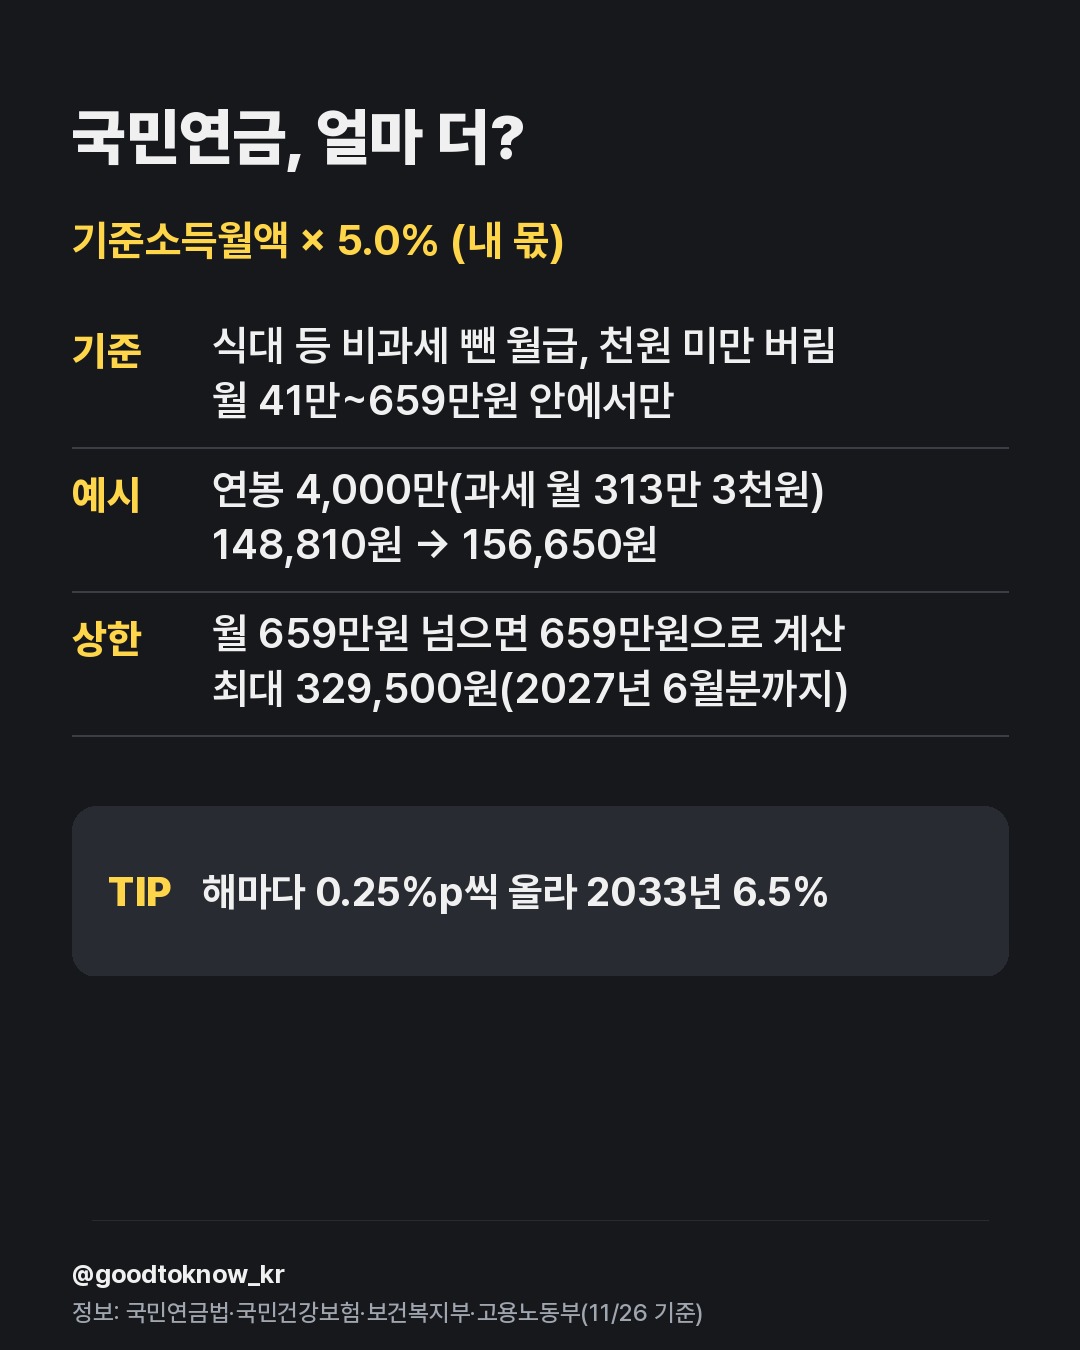 국민연금, 얼마 더?
기준소득월액 × 5.0% (내 몫)
기준
식대 등 비과세 뺀 월급, 천원 미만 버림
월 41만~659만원 안에서만
예시
연봉 4,000만(과세 월 313만 3천원)
148,810원 → 156,650원
상한
월 659만원 넘으면 659만원으로 계산
최대 329,500원(2027년 6월분까지)
TIP 해마다 0.25%p씩 올라 2033년 6.5%
@goodtoknow_kr
정보: 국민연금법·국민건강보험·보건복지부·고용노동부(11/26 기준)